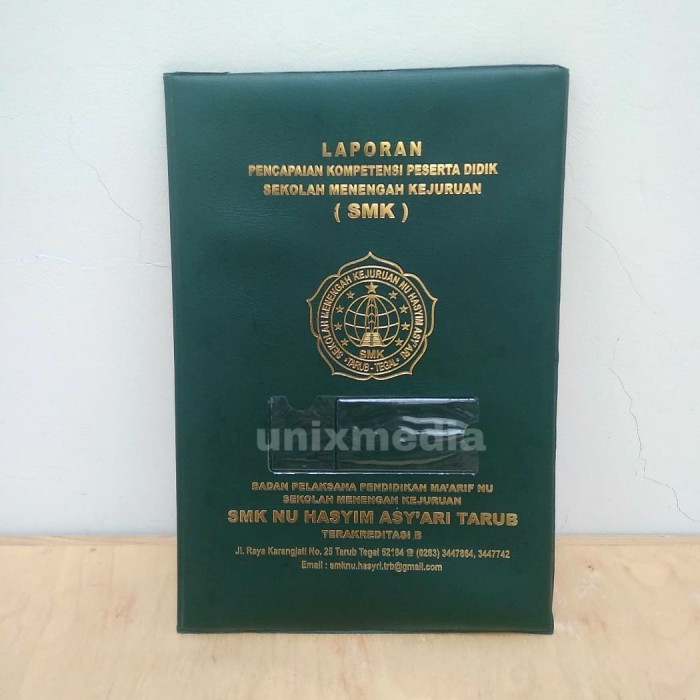 LAPORAN
PENCAPAIAN KOMPETENSI PESERTA DIDIK
SEKOLAH MENENGAH KEJURUAN
( SMK )
SEKOLAH MENENGAH KEJURUAN NU HASYIM ASY'ARI
SMK
TARUB - TEGAL
unixmedia
BADAN PELAKSANA PENDIDIKAN MA'ARIF NU
SEKOLAH MENENGAH KEJURUAN
SMK NU HASYIM ASY'ARI TARUB
TERAKREDITASI B
Jl. Raya Karangjati No. 25 Tarub Tegal 52184 ☎ (0283) 3447864, 3447742
Email : smknu.hasyri.trb@gmail.com